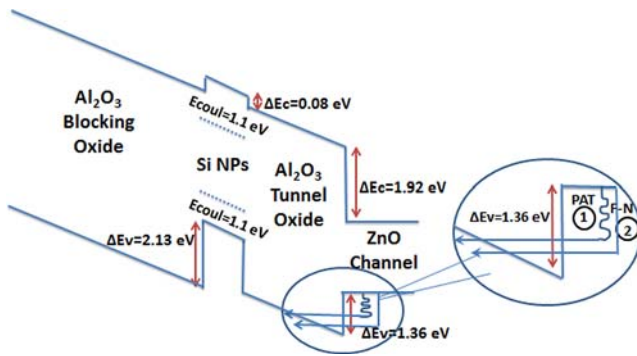 Al₂O₃
Blocking
Oxide
Ecoul=1.1 eV
ΔEc=0.08 eV
Si NPs
Al₂O₃
Tunnel
Oxide
ΔEc=1.92 eV
Ecoul=1.1 eV
ΔEv=2.13 eV
ZnO
Channel
ΔEv=1.36 eV
ΔEv=1.36 eV
PAT
1
F-N
2